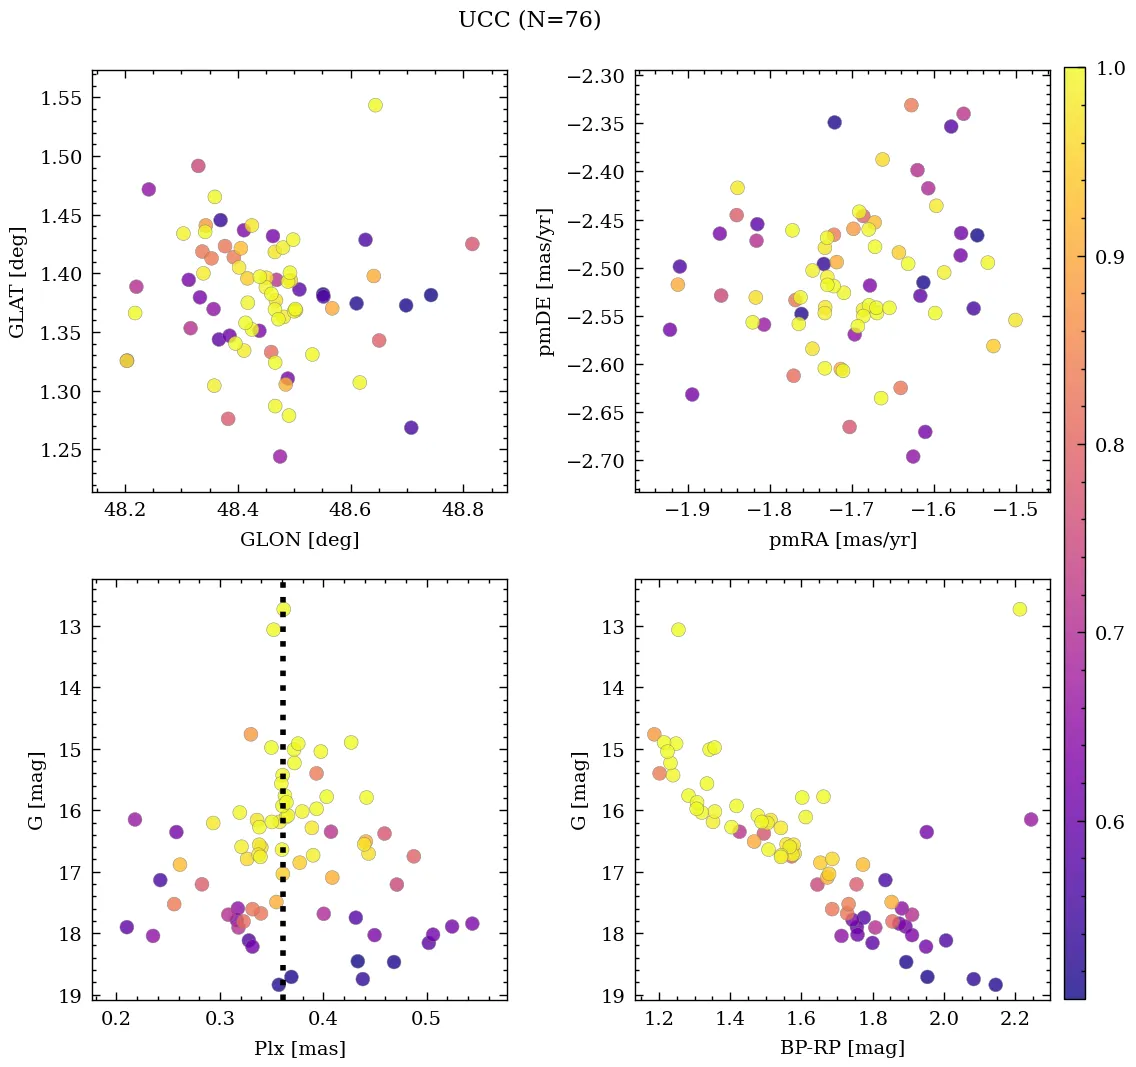 UCC (N=76)
1.55
1.50
1.45
1.40
1.35
1.30
1.25
GLAT [deg]
48.2 48.4 48.6 48.8
GLON [deg]
−2.30
−2.35
−2.40
−2.45
−2.50
−2.55
−2.60
−2.65
−2.70
pmDE [mas/yr]
−1.9 −1.8 −1.7 −1.6 −1.5
pmRA [mas/yr]
1.0
0.9
0.8
0.7
0.6
13
14
15
16
17
18
19
G [mag]
0.2 0.3 0.4 0.5
Plx [mas]
13
14
15
16
17
18
19
G [mag]
1.2 1.4 1.6 1.8 2.0 2.2
BP-RP [mag]